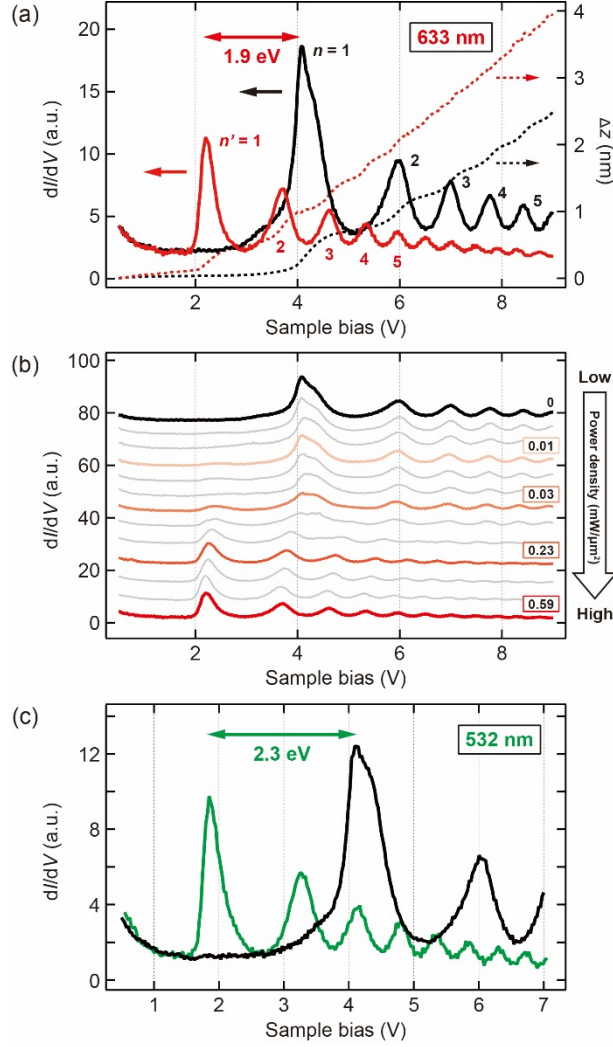 (a)
20
15
10
5
0
dI/dV (a.u.)
1.9 eV
n = 1
n' = 1
633 nm
2
3
4
5
2
3
4
5
4
3
2
1
0
Δz (nm)
2
4
6
8
Sample bias (V)
(b)
100
80
60
40
20
0
dI/dV (a.u.)
0
0.01
0.03
0.23
0.59
Low
Power density (mW/μm²)
High
2
4
6
8
Sample bias (V)
(c)
12
8
4
0
dI/dV (a.u.)
2.3 eV
532 nm
1
2
3
4
5
6
7
Sample bias (V)